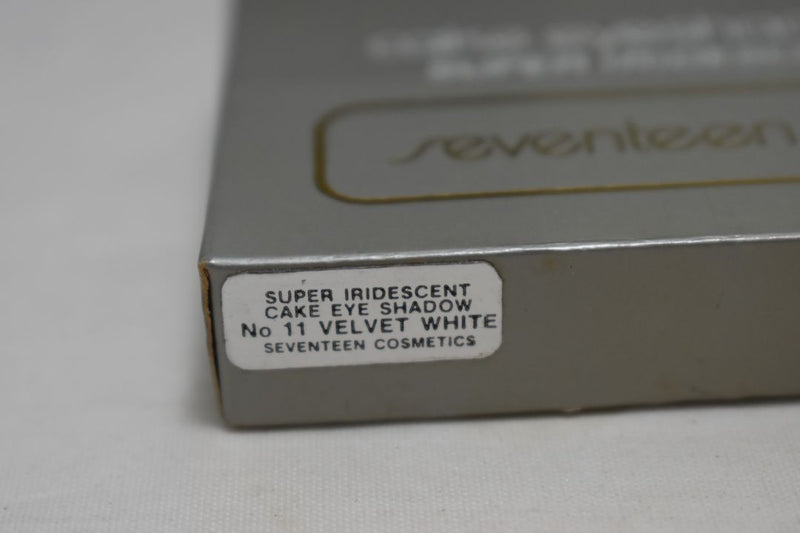 seventeen
SUPER IRIDESCENT
CAKE EYE SHADOW
No 11 VELVET WHITE
SEVENTEEN COSMETICS